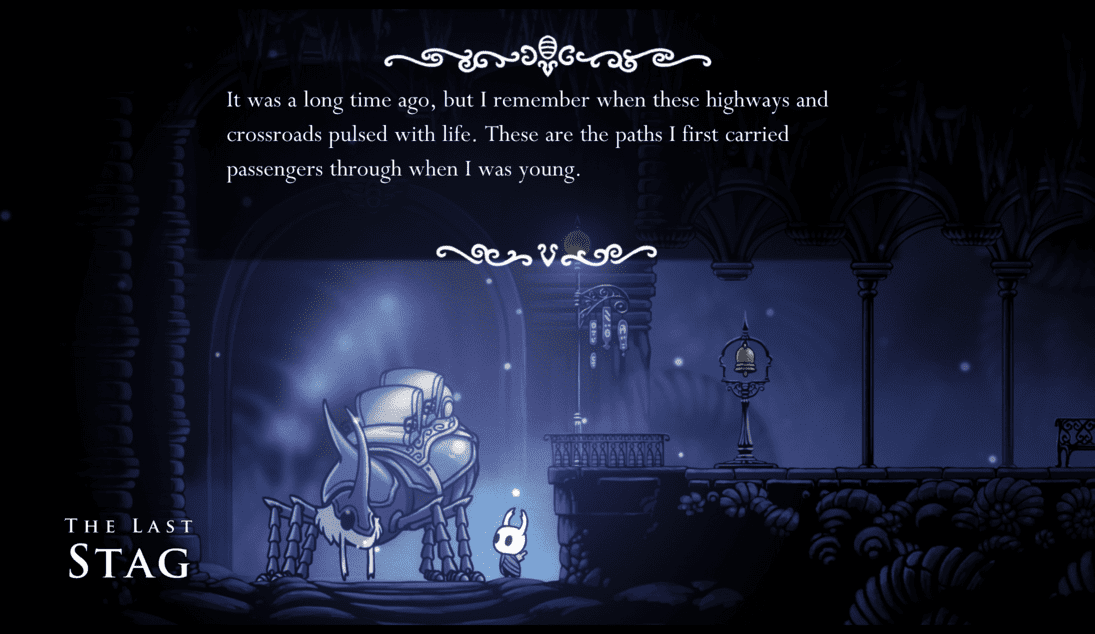 It was a long time ago, but I remember when these highways and
crossroads pulsed with life. These are the paths I first carried
passengers through when I was young.
THE LAST
STAG